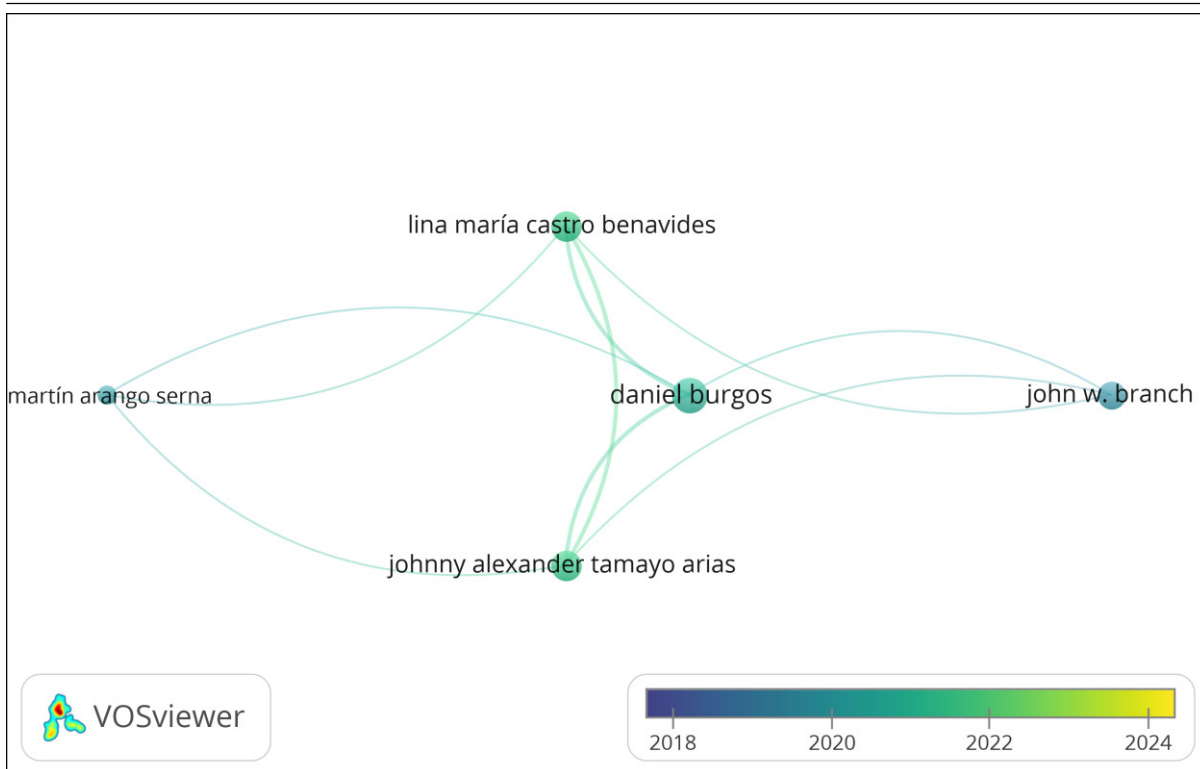 lina maría castro benavides
martín arango serna
daniel burgos
john w. branch
johnny alexander tamayo arias
VOSviewer
2018 2020 2022 2024